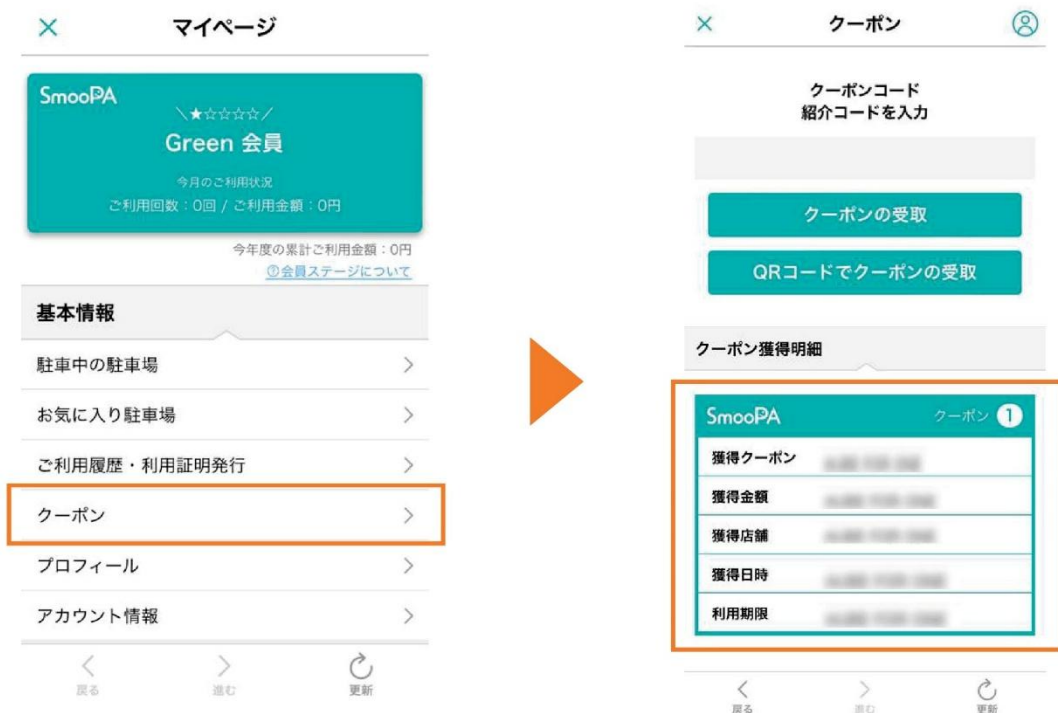 マイページ
SmooPA
＼★☆☆☆☆／
Green 会員
今月のご利用状況
ご利用回数：0回 / ご利用金額：0円
今年度の累計ご利用金額：0円
?会員ステージについて
基本情報
駐車中の駐車場
お気に入り駐車場
ご利用履歴・利用証明発行
クーポン
プロフィール
アカウント情報
戻る
進む
更新
クーポン
クーポンコード
紹介コードを入力
クーポンの受取
QRコードでクーポンの受取
クーポン獲得明細
SmooPA クーポン 1
獲得クーポン
獲得金額
獲得店舗
獲得日時
利用期限
戻る
進む
更新